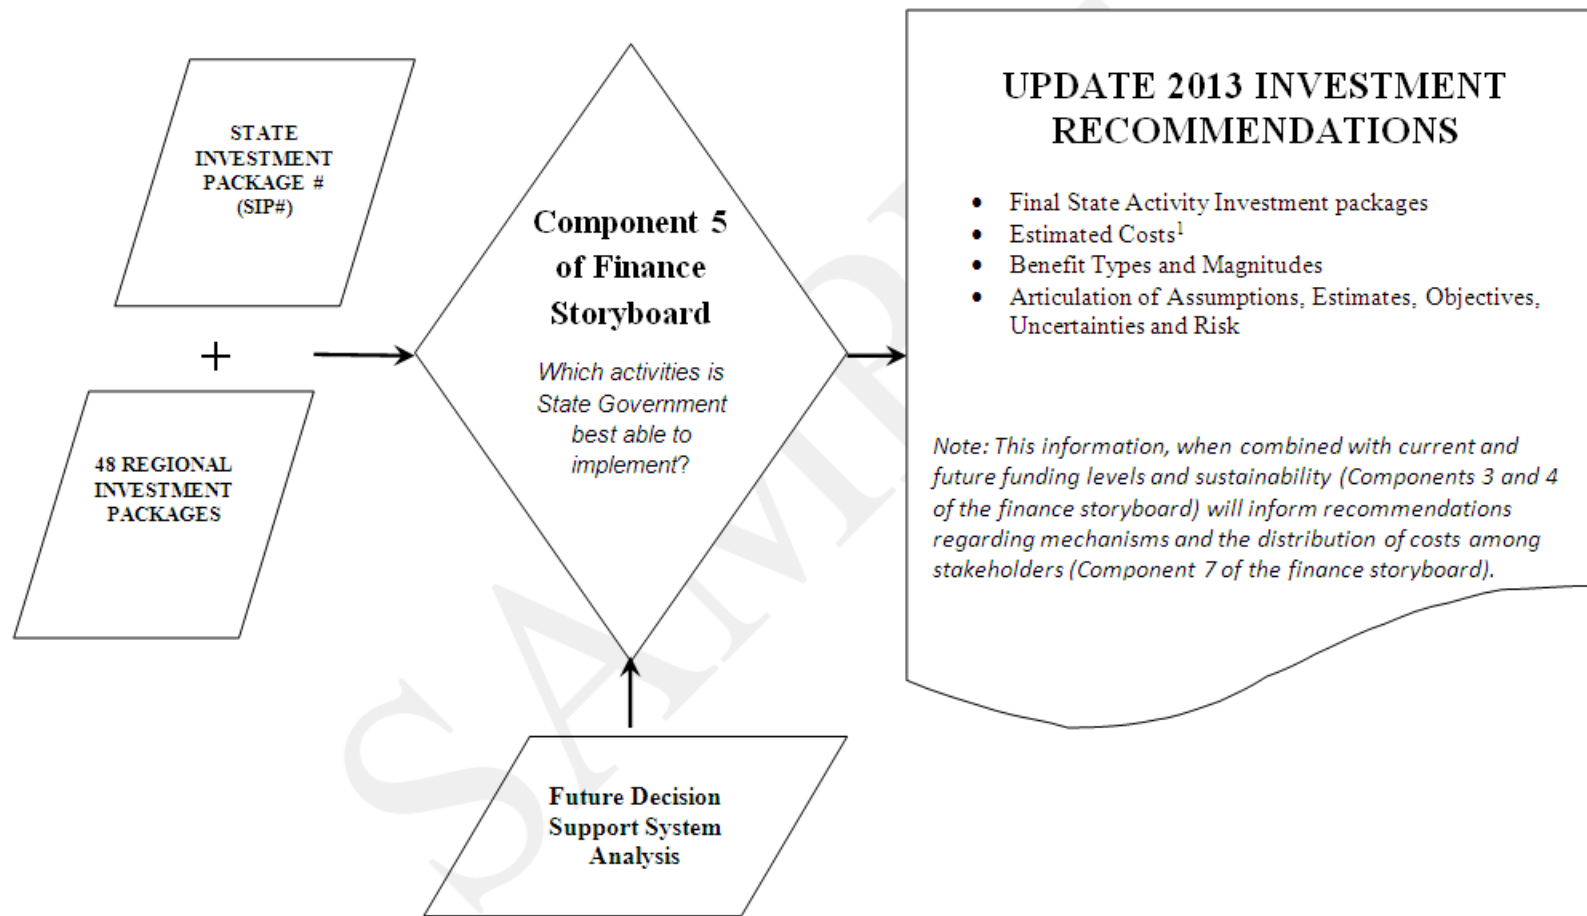 STATE
INVESTMENT
PACKAGE #
(SIP#)
+
48 REGIONAL
INVESTMENT
PACKAGES
Component 5
of Finance
Storyboard
Which activities is
State Government
best able to
implement?
Future Decision
Support System
Analysis
UPDATE 2013 INVESTMENT
RECOMMENDATIONS
• Final State Activity Investment packages
• Estimated Costs¹
• Benefit Types and Magnitudes
• Articulation of Assumptions, Estimates, Objectives,
Uncertainties and Risk
Note: This information, when combined with current and
future funding levels and sustainability (Components 3 and 4
of the finance storyboard) will inform recommendations
regarding mechanisms and the distribution of costs among
stakeholders (Component 7 of the finance storyboard).